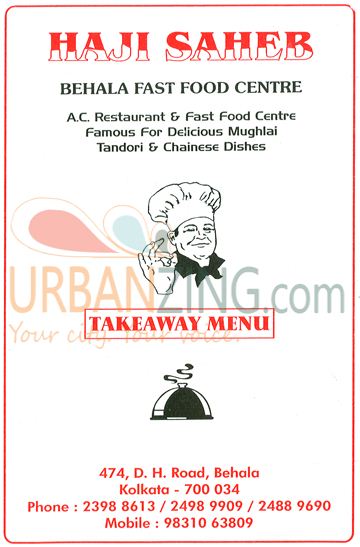 HAJI SAHEB
BEHALA FAST FOOD CENTRE
A.C. Restaurant & Fast Food Centre
Famous For Delicious Mughlai
Tandori & Chainese Dishes
URBANZING.com
Your city. Your voice.
TAKEAWAY MENU
474, D. H. Road, Behala
Kolkata - 700 034
Phone : 2398 8613 / 2498 9909 / 2488 9690
Mobile : 98310 63809